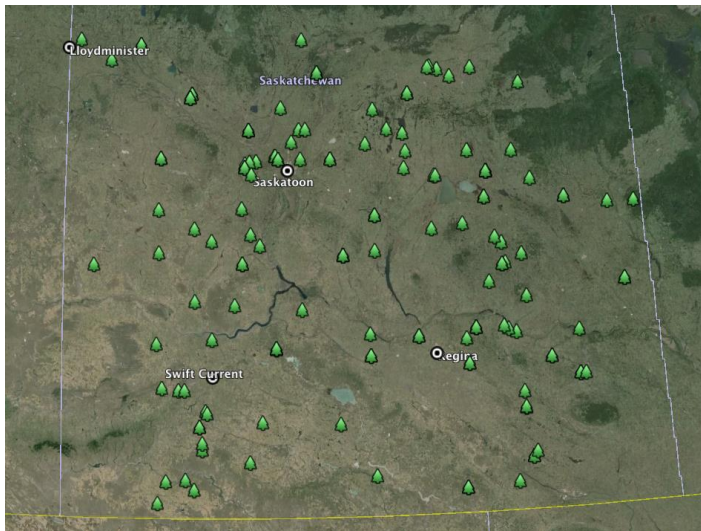 Lloydminister
Saskatchewan
Saskatoon
Regina
Swift Current